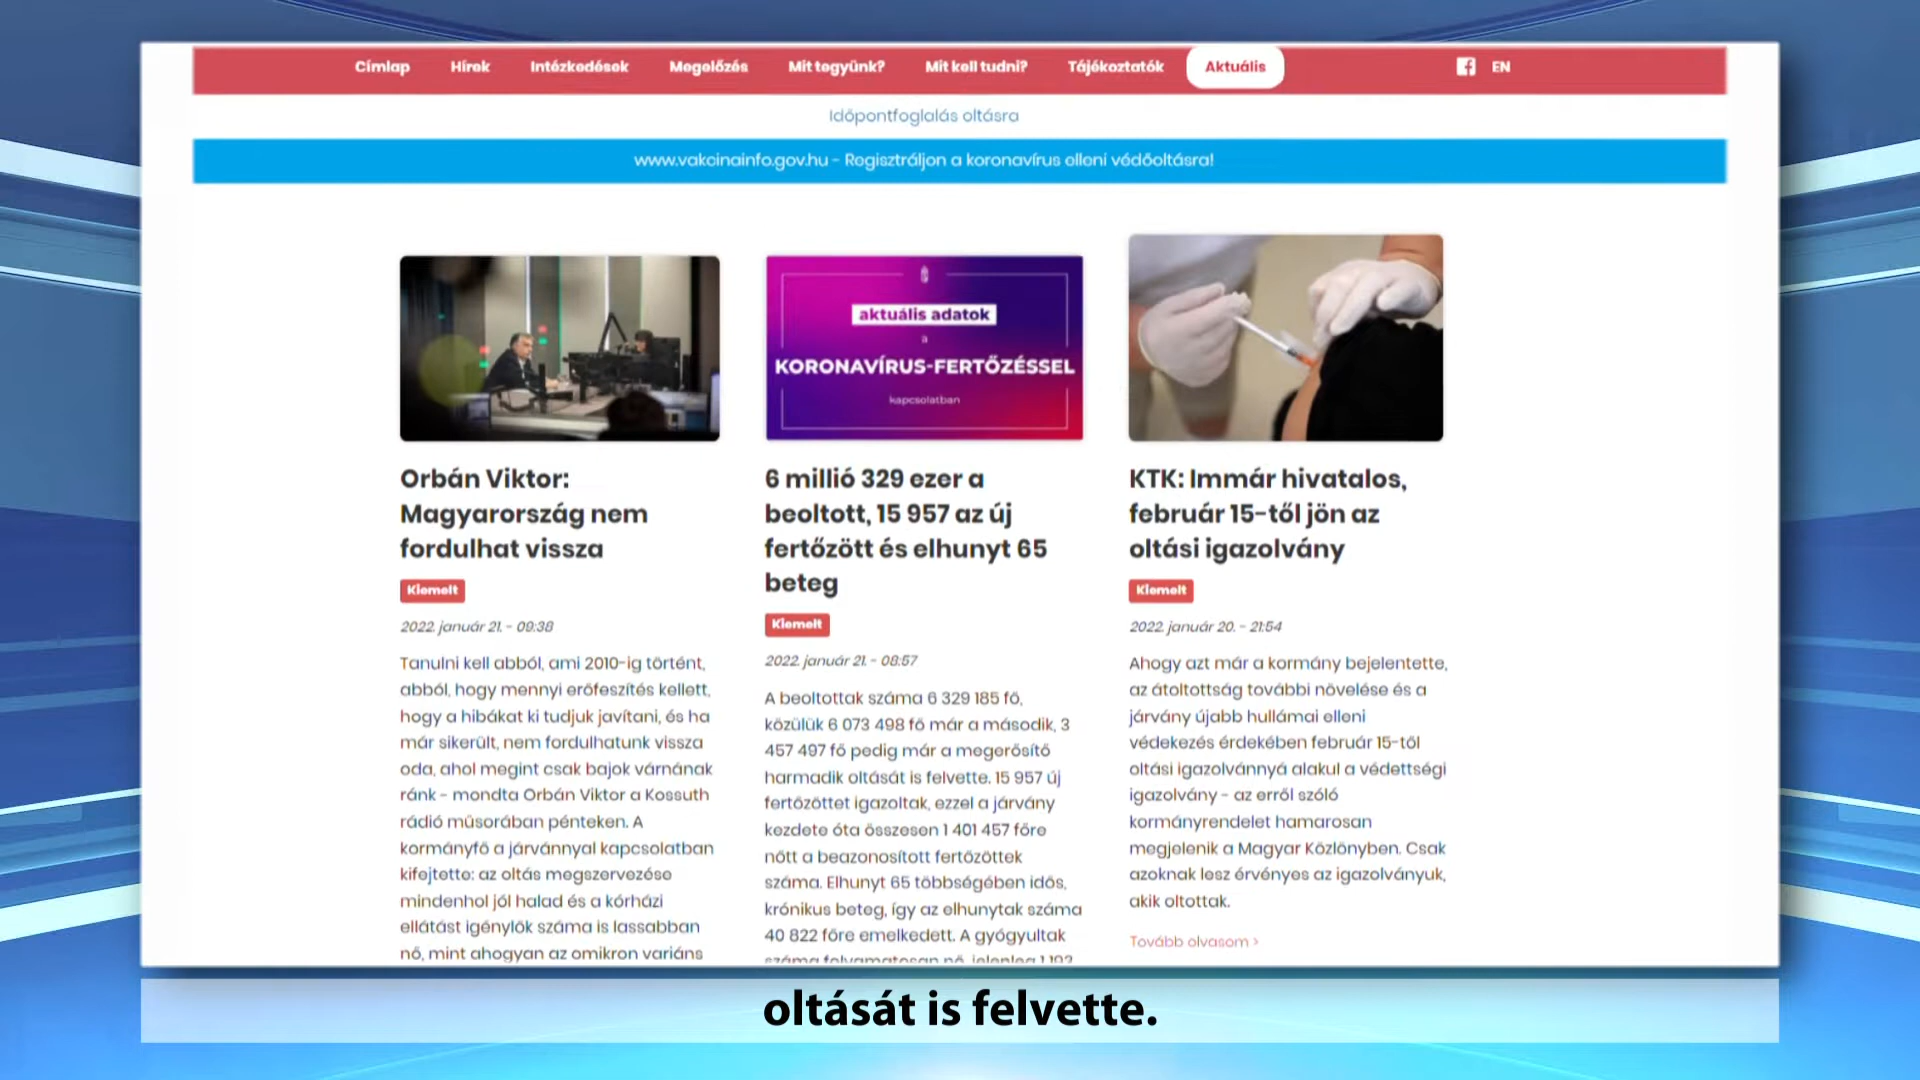 Címlap Hírek Intézkedések Megelőzés Mit tegyünk? Mit kell tudni? Tájékoztatók Aktuális EN
Időpontfoglalás oltásra
www.vakcinainfo.gov.hu - Regisztráljon a koronavírus elleni védőoltásra!
Orbán Viktor:
Magyarország nem
fordulhat vissza
Kiemelt
2022. január 21. - 09:38
Tanulni kell abból, ami 2010-ig történt,
abból, hogy mennyi erőfeszítés kellett,
hogy a hibákat ki tudjuk javítani, és ha
már sikerült, nem fordulhatunk vissza
oda, ahol megint csak bajok várnának
ránk - mondta Orbán Viktor a Kossuth
rádió műsorában pénteken. A
kormányfő a járvánnyal kapcsolatban
kifejtette: az oltás megszervezése
mindenhol jól halad és a kórházi
ellátást igénylők száma is lassabban
nő, mint ahogyan az omikron variáns
aktuális adatok
a
KORONAVÍRUS-FERTŐZÉSSEL
kapcsolatban
6 millió 329 ezer a
beoltott, 15 957 az új
fertőzött és elhunyt 65
beteg
Kiemelt
2022. január 21. - 08:57
A beoltottak száma 6 329 185 fő,
közülük 6 073 498 fő már a második, 3
457 497 fő pedig már a megerősítő
harmadik oltását is felvette. 15 957 új
fertőzöttet igazoltak, ezzel a járvány
kezdete óta összesen 1 401 457 főre
nőtt a beazonosított fertőzöttek
száma. Elhunyt 65 többségében idős,
krónikus beteg, így az elhunytak száma
40 822 főre emelkedett. A gyógyultak
száma folyamatosan nő, jelenleg 1 192
KTK: Immár hivatalos,
február 15-től jön az
oltási igazolvány
Kiemelt
2022. január 20. - 21:54
Ahogy azt már a kormány bejelentette,
az átoltottság további növelése és a
járvány újabb hullámai elleni
védekezés érdekében február 15-től
oltási igazolvánnyá alakul a védettségi
igazolvány - az erről szóló
kormányrendelet hamarosan
megjelenik a Magyar Közlönyben. Csak
azoknak lesz érvényes az igazolványuk,
akik oltottak.
Tovább olvasom >
oltását is felvette.